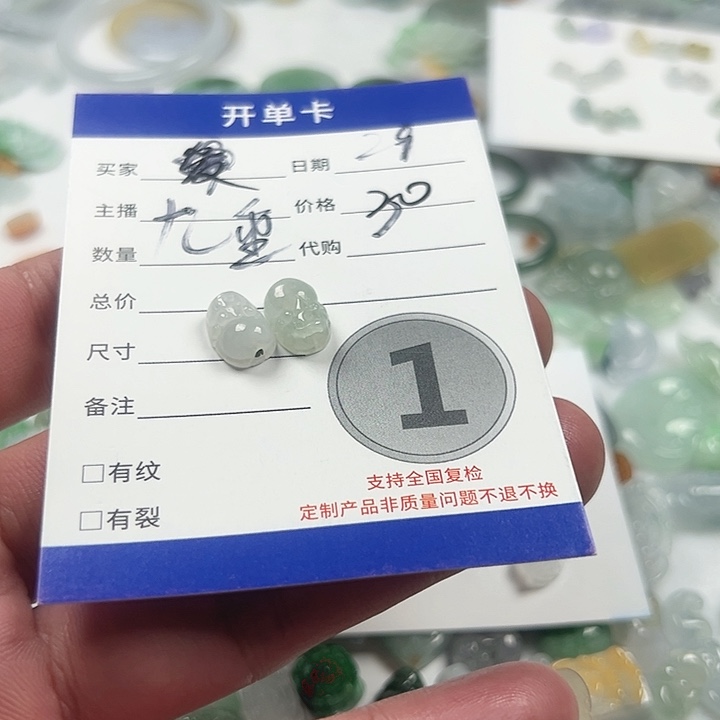 开单卡
买家 日期 29
主播 九重 价格 30
数量 代购
总价
尺寸
备注
1
□有纹
□有裂
支持全国复检
定制产品非质量问题不退不换